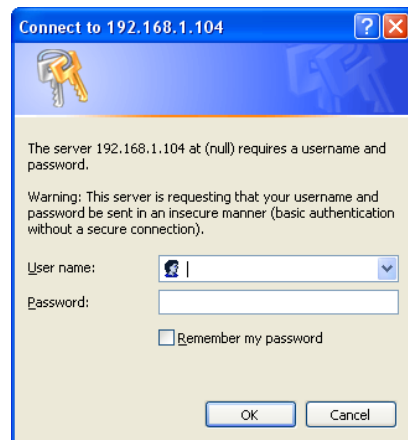 Connect to 192.168.1.104
The server 192.168.1.104 at (null) requires a username and
password.
Warning: This server is requesting that your username and
password be sent in an insecure manner (basic authentication
without a secure connection).
User name:
Password:
Remember my password
OK Cancel